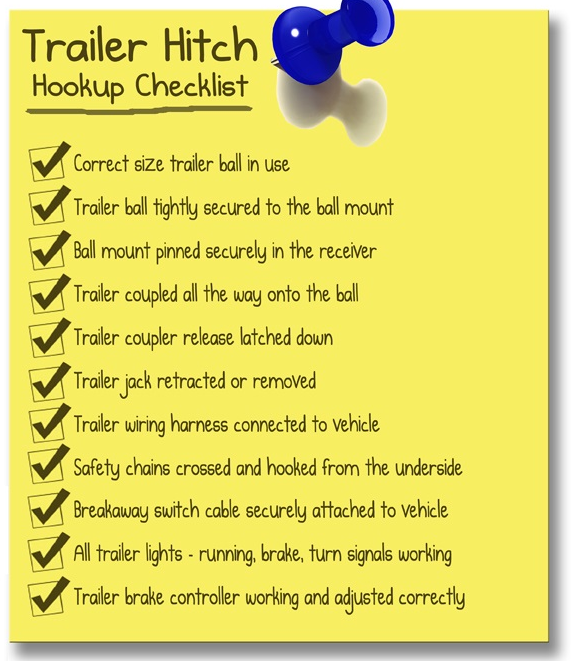 Trailer Hitch
Hookup Checklist
Correct size trailer ball in use
Trailer ball tightly secured to the ball mount
Ball mount pinned securely in the receiver
Trailer coupled all the way onto the ball
Trailer coupler release latched down
Trailer jack retracted or removed
Trailer wiring harness connected to vehicle
Safety chains crossed and hooked from the underside
Breakaway switch cable securely attached to vehicle
All trailer lights - running, brake, turn signals working
Trailer brake controller working and adjusted correctly